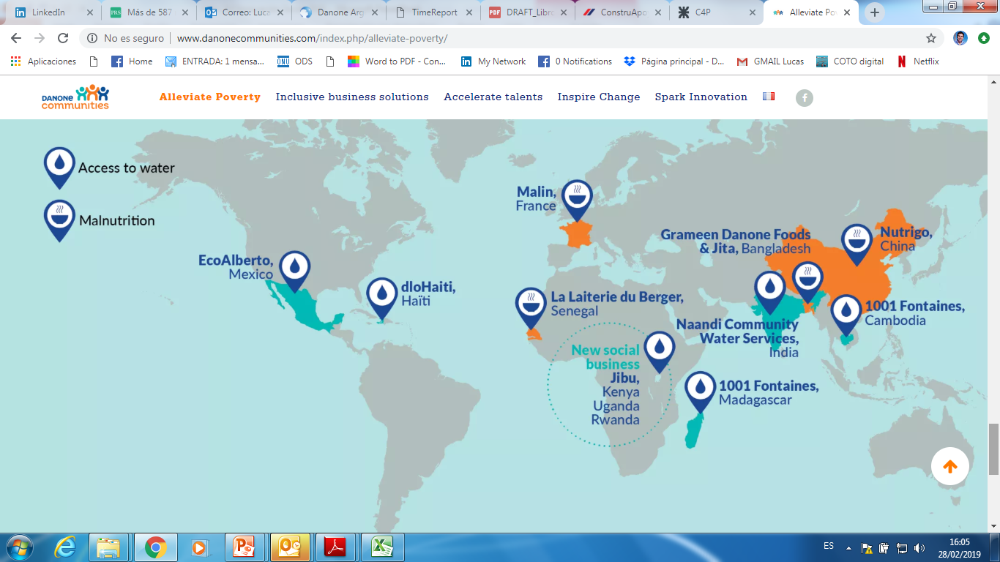 LinkedIn
Más de 587
Correo: Luca
Danone Arg
TimeReport
DRAFT_Libro
ConstruApo
C4P
Alleviate Po
No es seguro
www.danonecommunities.com/index.php/alleviate-poverty/
Aplicaciones
Home
ENTRADA: 1 mensa...
ODS
Word to PDF - Con...
My Network
0 Notifications
Página principal - D...
GMAIL Lucas
COTO digital
Netflix
DANONE
communities
Alleviate Poverty
Inclusive business solutions
Accelerate talents
Inspire Change
Spark Innovation
Access to water
Malnutrition
Malin,
France
Grameen Danone Foods
& Jita, Bangladesh
Nutrigo,
China
EcoAlberto,
Mexico
dloHaiti,
Haïti
La Laiterie du Berger,
Senegal
1001 Fontaines,
Cambodia
Naandi Community
Water Services,
India
New social
business
Jibu,
Kenya
Uganda
Rwanda
1001 Fontaines,
Madagascar
ES
16:05
28/02/2019